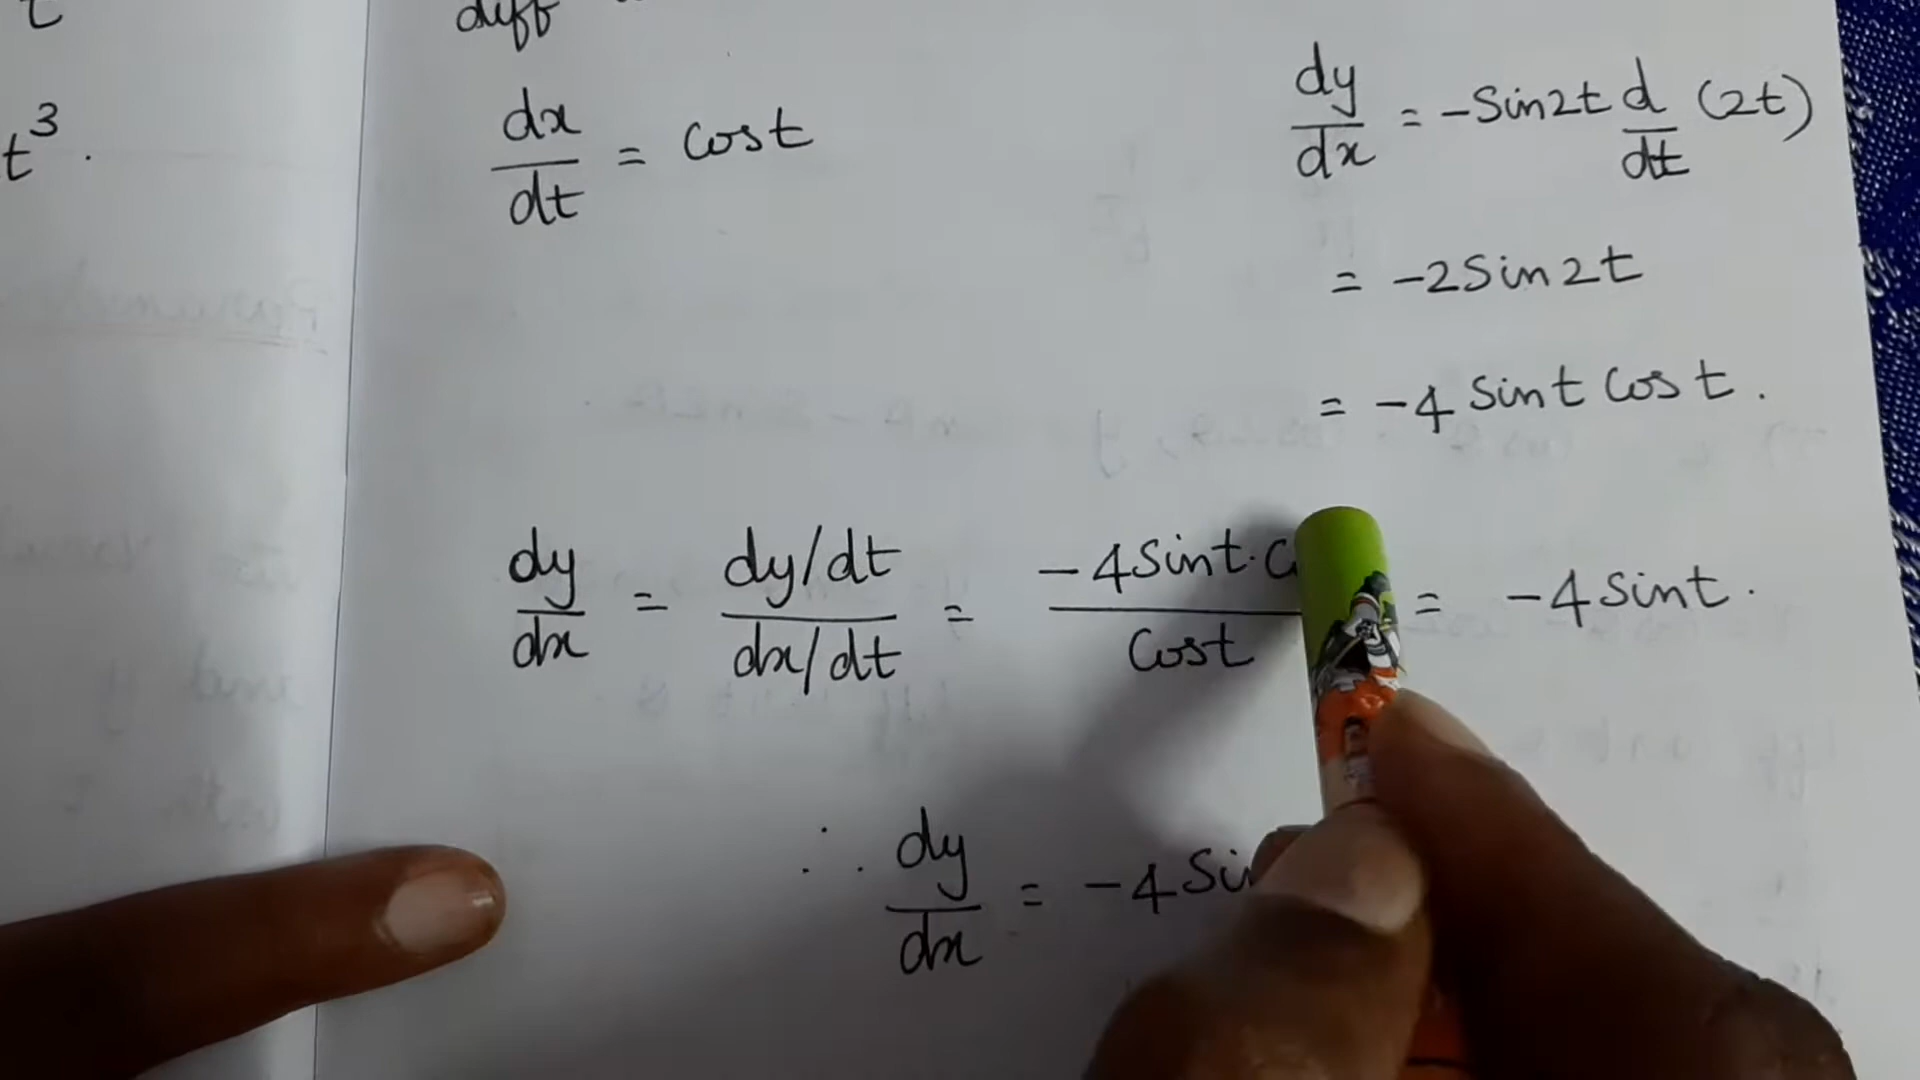 t
t³.
diff
dx/dt = cost
dy/dx = -Sin2t d/dt (2t)
= -2Sin2t
= -4 Sint Cost.
dy/dx = dy/dt / dx/dt = -4Sint. / Cost = -4Sint.
∴ dy/dx = -4